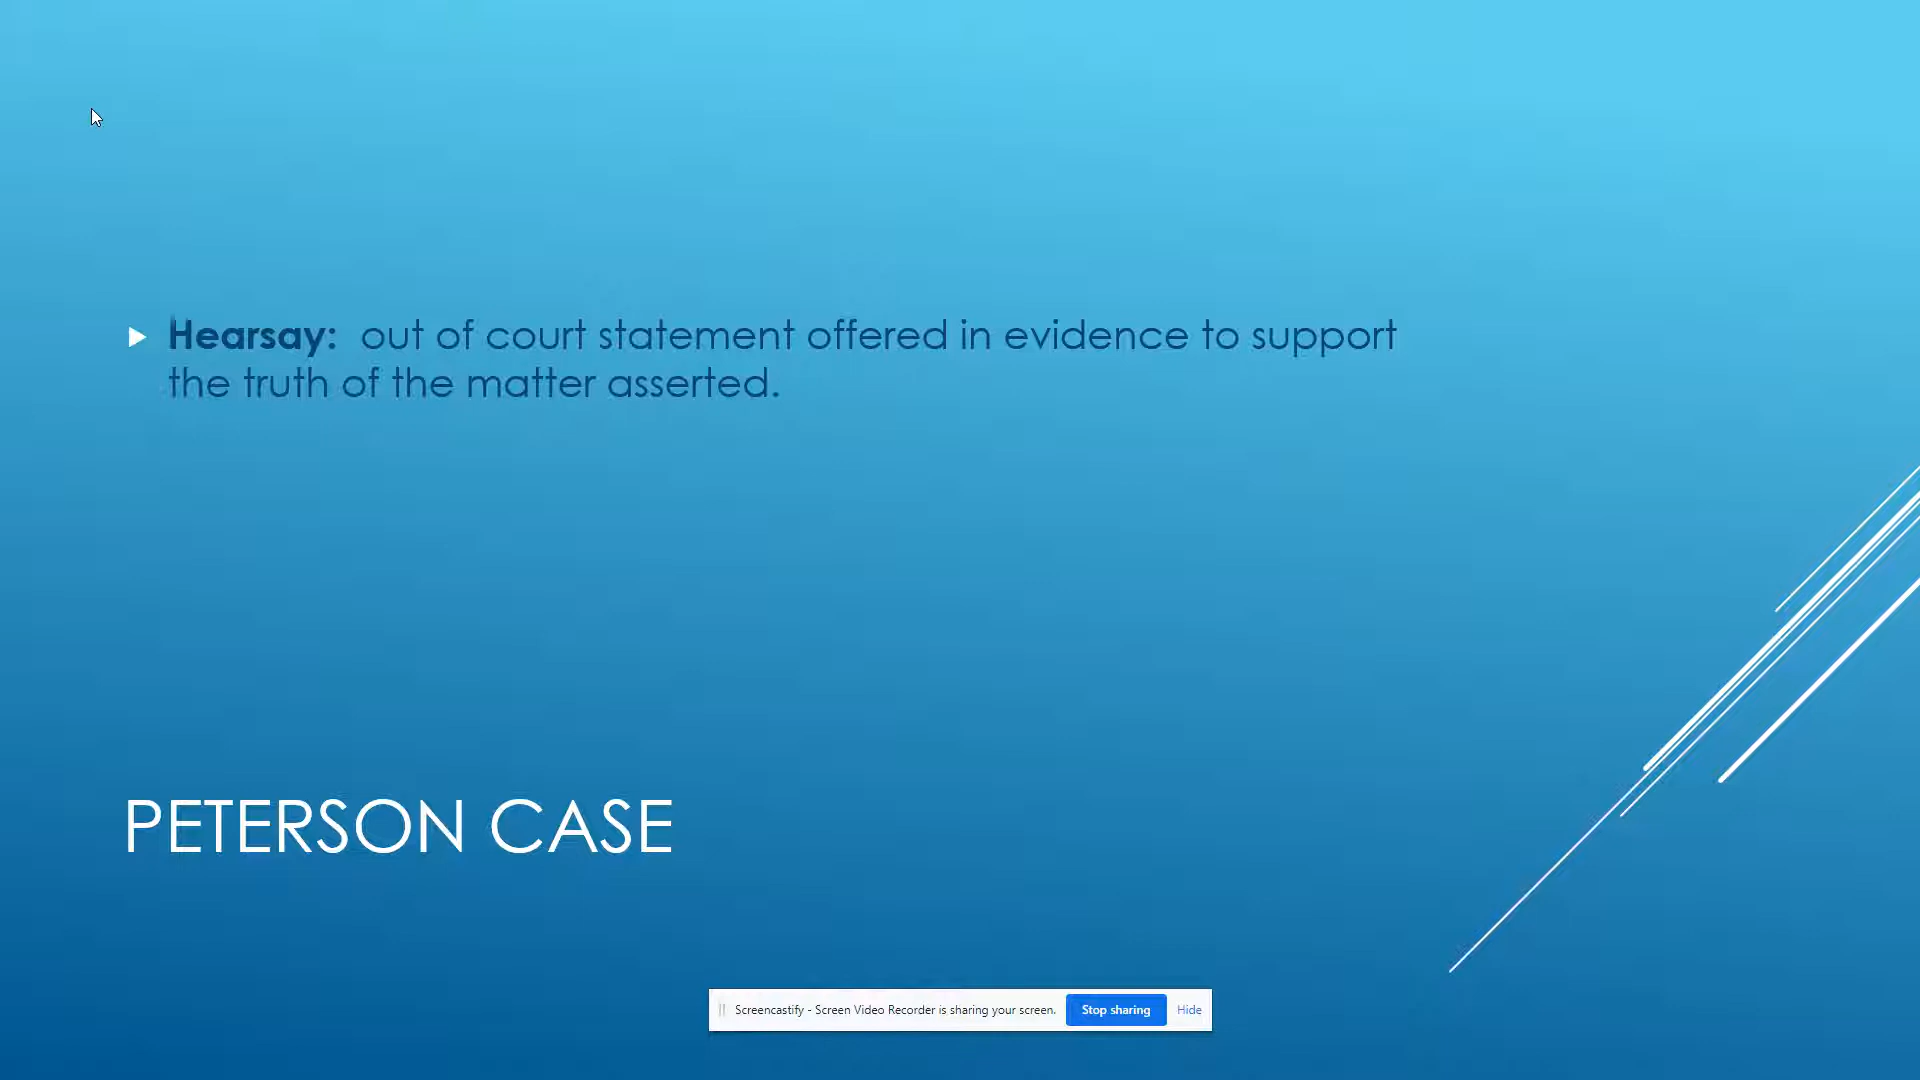 Hearsay: out of court statement offered in evidence to support
the truth of the matter asserted.
PETERSON CASE
Screencastify - Screen Video Recorder is sharing your screen. Stop sharing Hide